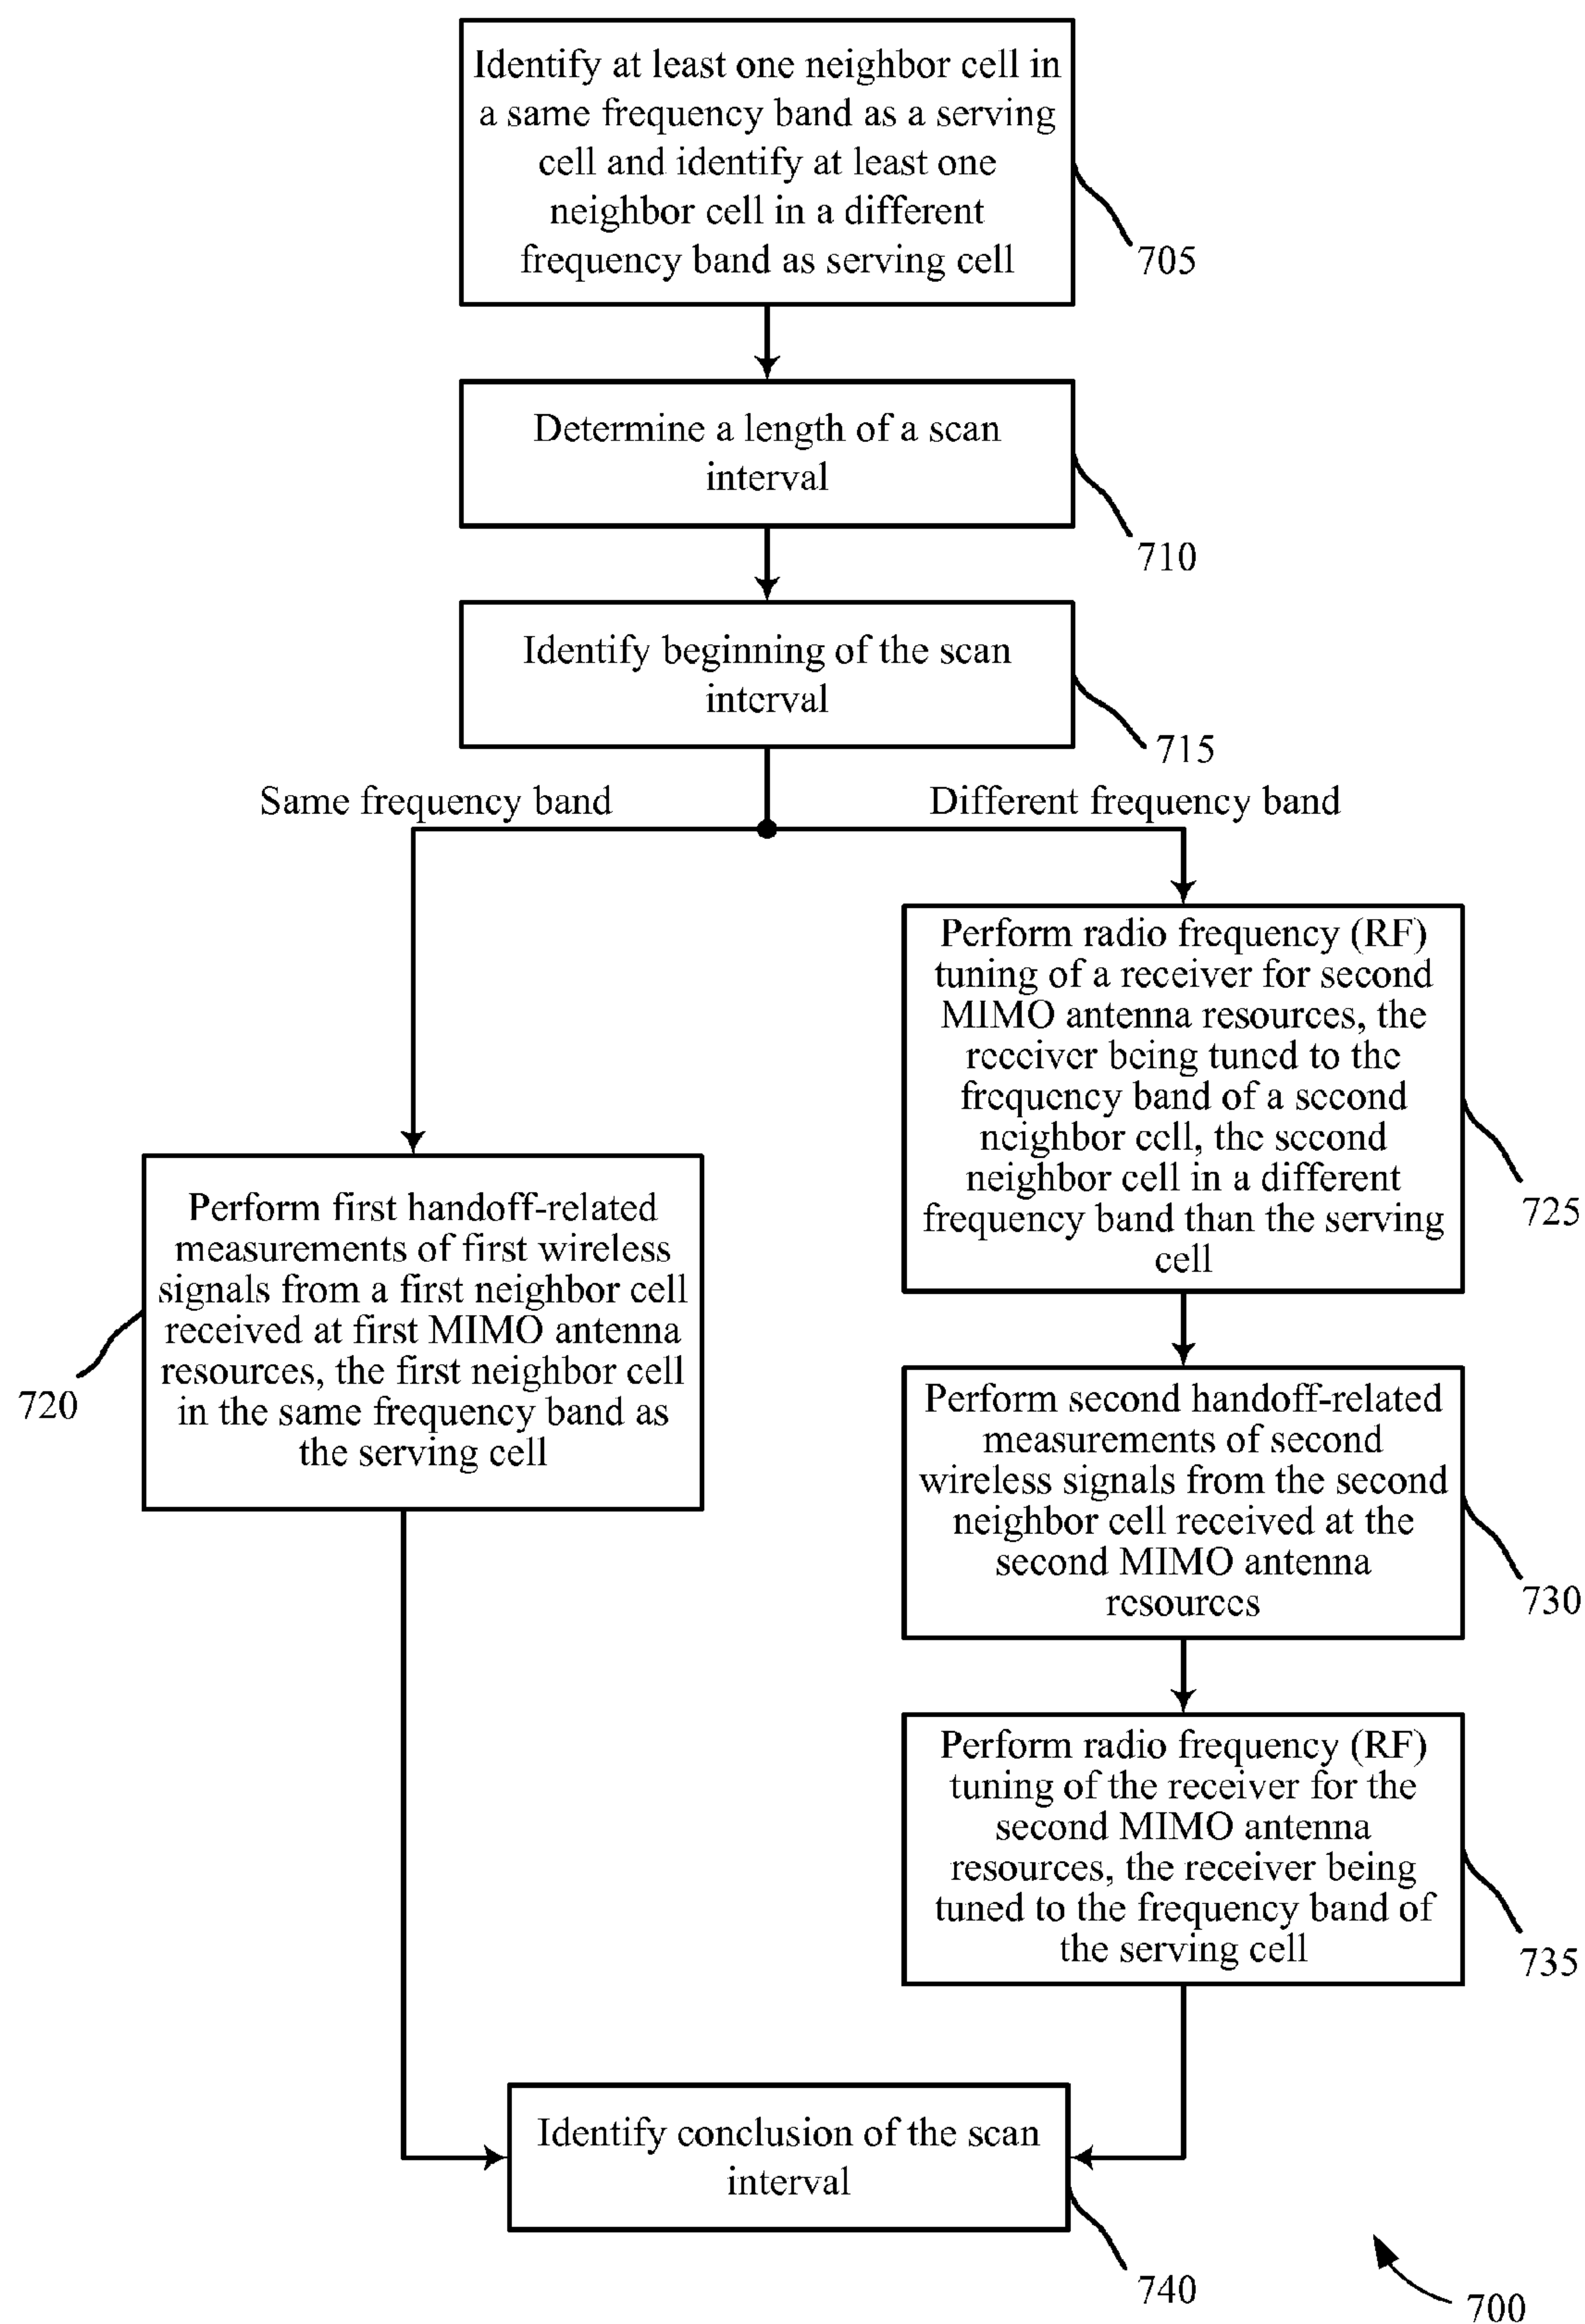 Identify at least one neighbor cell in
a same frequency band as a serving
cell and identify at least one
neighbor cell in a different
frequency band as serving cell
705
Determine a length of a scan
interval
710
Identify beginning of the scan
interval
715
Same frequency band
Different frequency band
Perform radio frequency (RF)
tuning of a receiver for second
MIMO antenna resources, the
receiver being tuned to the
frequency band of a second
neighbor cell, the second
neighbor cell in a different
frequency band than the serving
cell
725
Perform first handoff-related
measurements of first wireless
signals from a first neighbor cell
received at first MIMO antenna
resources, the first neighbor cell
in the same frequency band as
the serving cell
720
Perform second handoff-related
measurements of second
wireless signals from the second
neighbor cell received at the
second MIMO antenna
resources
730
Perform radio frequency (RF)
tuning of the receiver for the
second MIMO antenna
resources, the receiver being
tuned to the frequency band of
the serving cell
735
Identify conclusion of the scan
interval
740
700